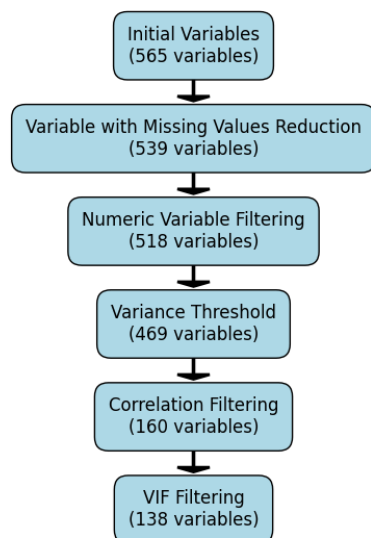 Initial Variables
(565 variables)
Variable with Missing Values Reduction
(539 variables)
Numeric Variable Filtering
(518 variables)
Variance Threshold
(469 variables)
Correlation Filtering
(160 variables)
VIF Filtering
(138 variables)